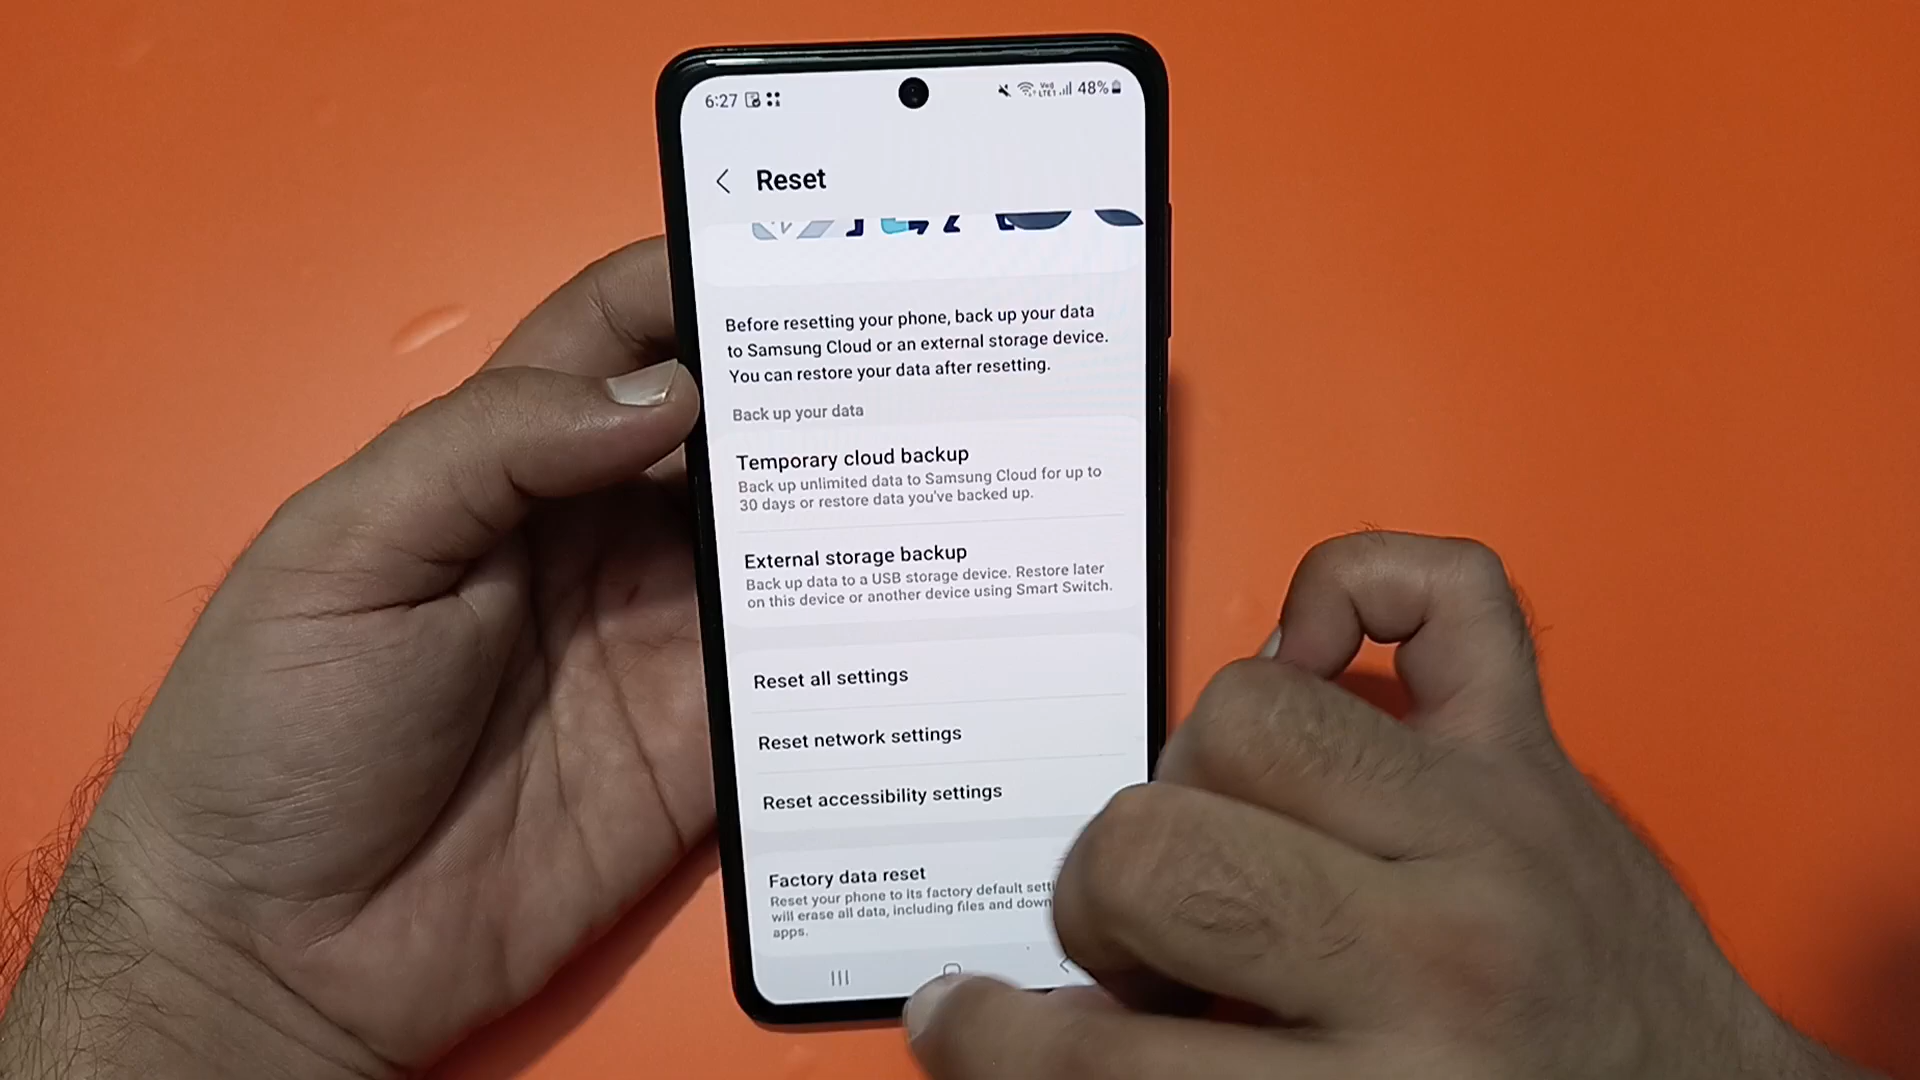 6:27 48%
Reset
Before resetting your phone, back up your data
to Samsung Cloud or an external storage device.
You can restore your data after resetting.
Back up your data
Temporary cloud backup
Back up unlimited data to Samsung Cloud for up to
30 days or restore data you've backed up.
External storage backup
Back up data to a USB storage device. Restore later
on this device or another device using Smart Switch.
Reset all settings
Reset network settings
Reset accessibility settings
Factory data reset
Reset your phone to its factory default
will erase all data, including files and
apps.